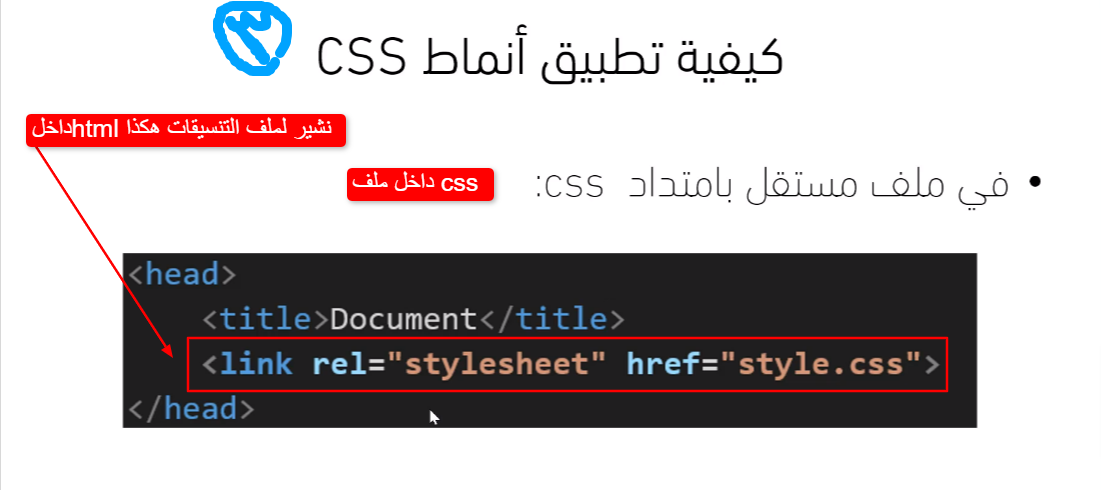 كيفية تطبيق أنماط CSS
نشير لملف التنسيقات هكذا htmlداخل
في ملف مستقل بامتداد css:
css داخل ملف
<head>
<title>Document</title>
<link rel="stylesheet" href="style.css">
</head>